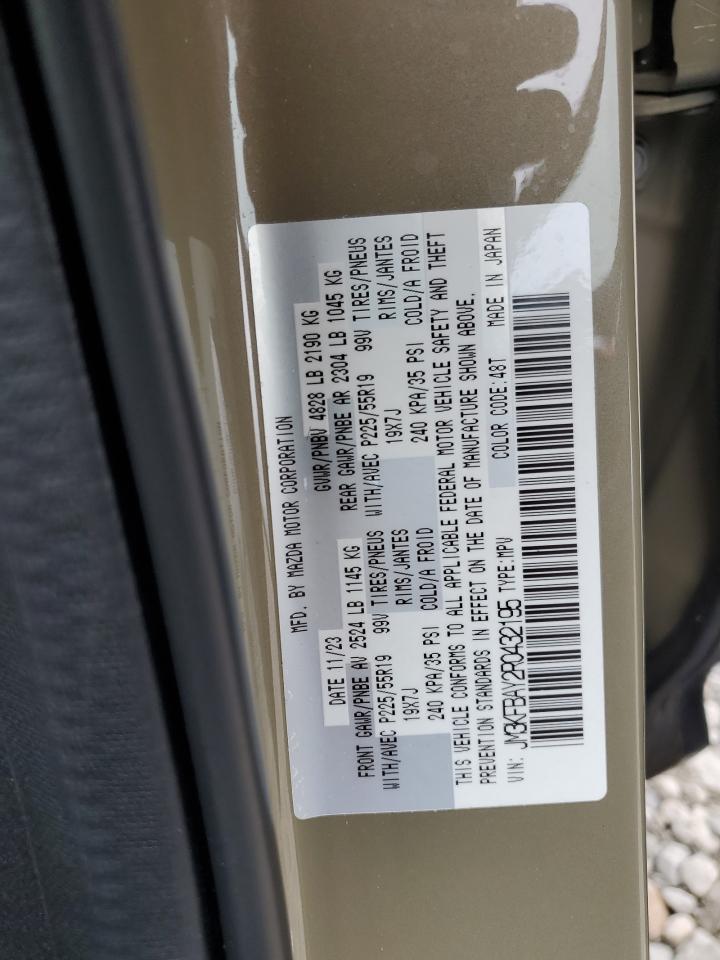 MFD. BY MAZDA MOTOR CORPORATION
DATE 11/23 GVWR/PNBV 4828 LB 2190 KG
FRONT GAWR/PNBE AV 2524 LB 1145 KG REAR GAWR/PNBE AR 2304 LB 1045 KG
WITH/AVEC P225/55R19 99V TIRES/PNEUS WITH/AVEC P225/55R19 99V TIRES/PNEUS
19X7J RIMS/JANTES 19X7J RIMS/JANTES
240 KPA/35 PSI COLD/A FROID 240 KPA/35 PSI COLD/A FROID
THIS VEHICLE CONFORMS TO ALL APPLICABLE FEDERAL MOTOR VEHICLE SAFETY AND THEFT
PREVENTION STANDARDS IN EFFECT ON THE DATE OF MANUFACTURE SHOWN ABOVE.
VIN: JM3KFBAY2R0432195 TYPE:MPV COLOR CODE:48T MADE IN JAPAN